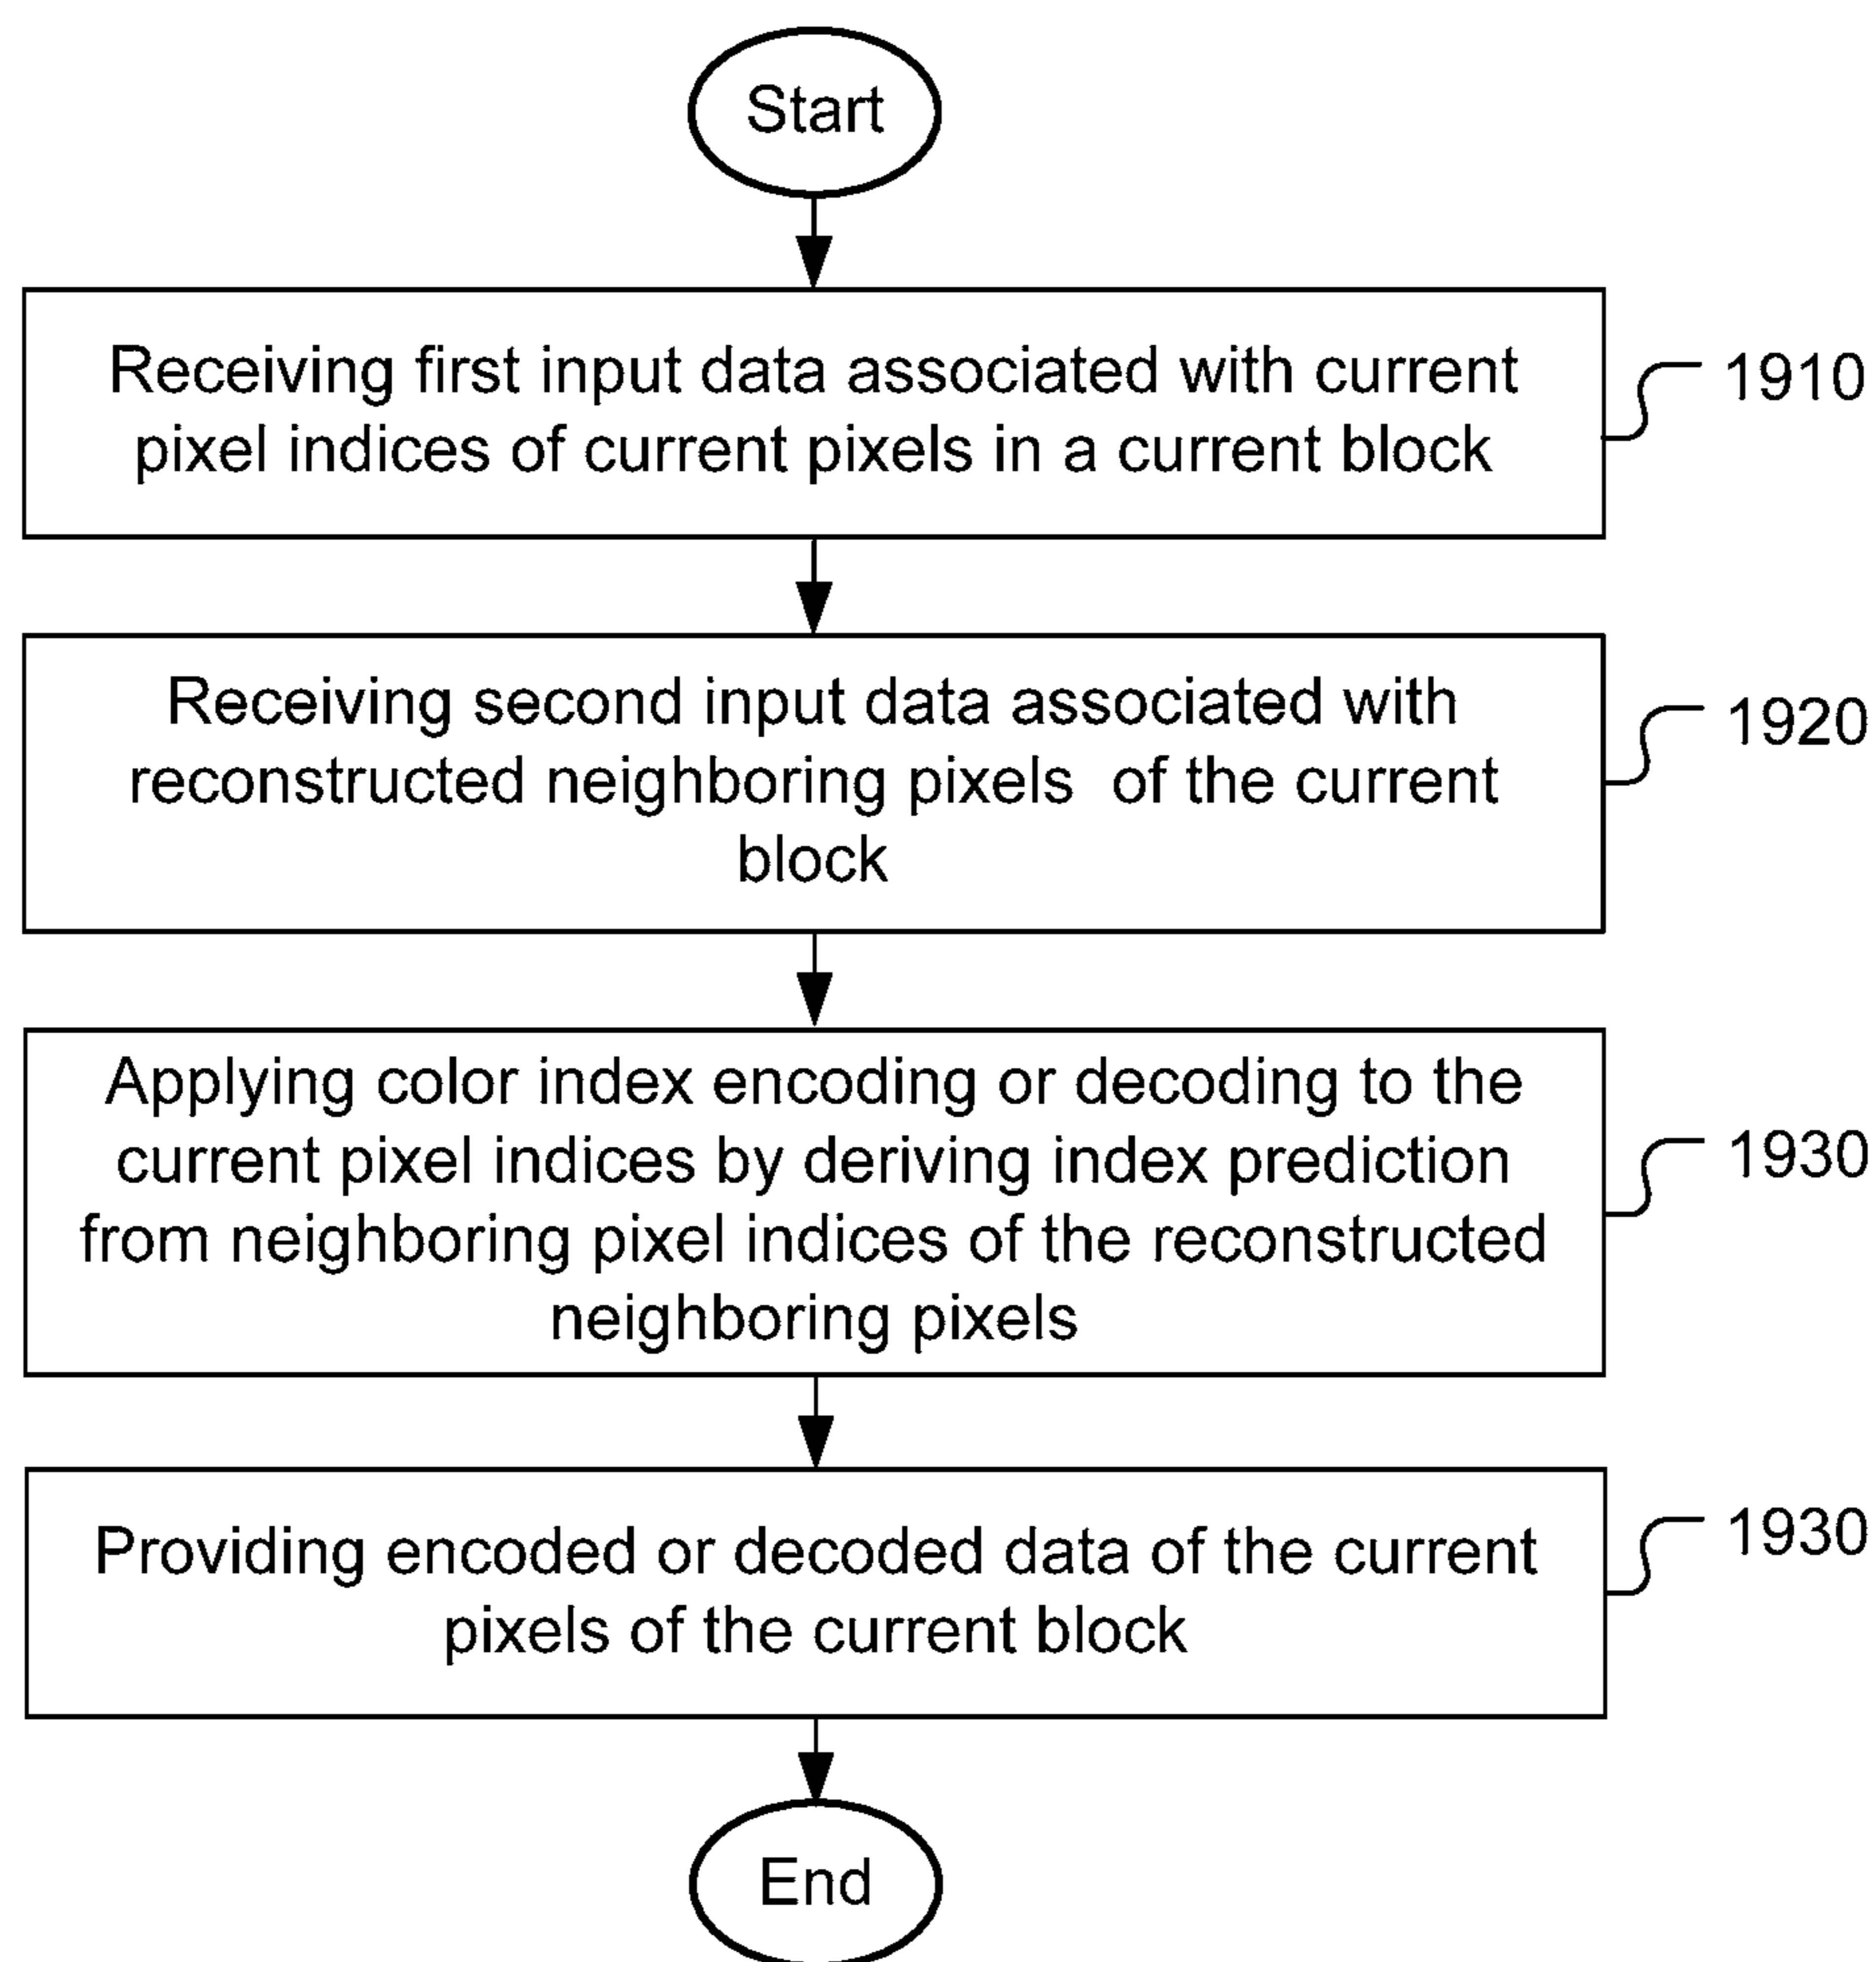 Start
Receiving first input data associated with current
pixel indices of current pixels in a current block
1910
Receiving second input data associated with
reconstructed neighboring pixels of the current
block
1920
Applying color index encoding or decoding to the
current pixel indices by deriving index prediction
from neighboring pixel indices of the reconstructed
neighboring pixels
1930
Providing encoded or decoded data of the current
pixels of the current block
1930
End